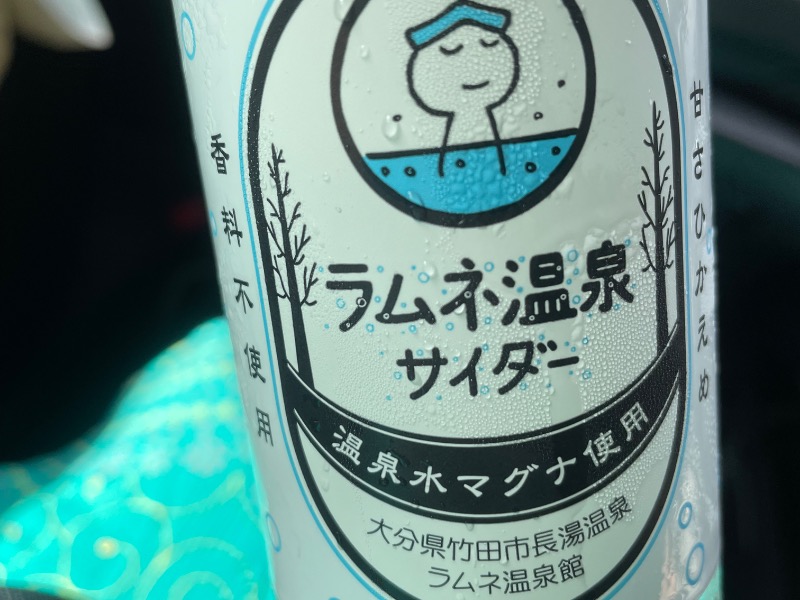 香料不使用
甘さひかえめ
ラムネ温泉
サイダー
温泉水マグナ使用
大分県竹田市長湯温泉
ラムネ温泉館